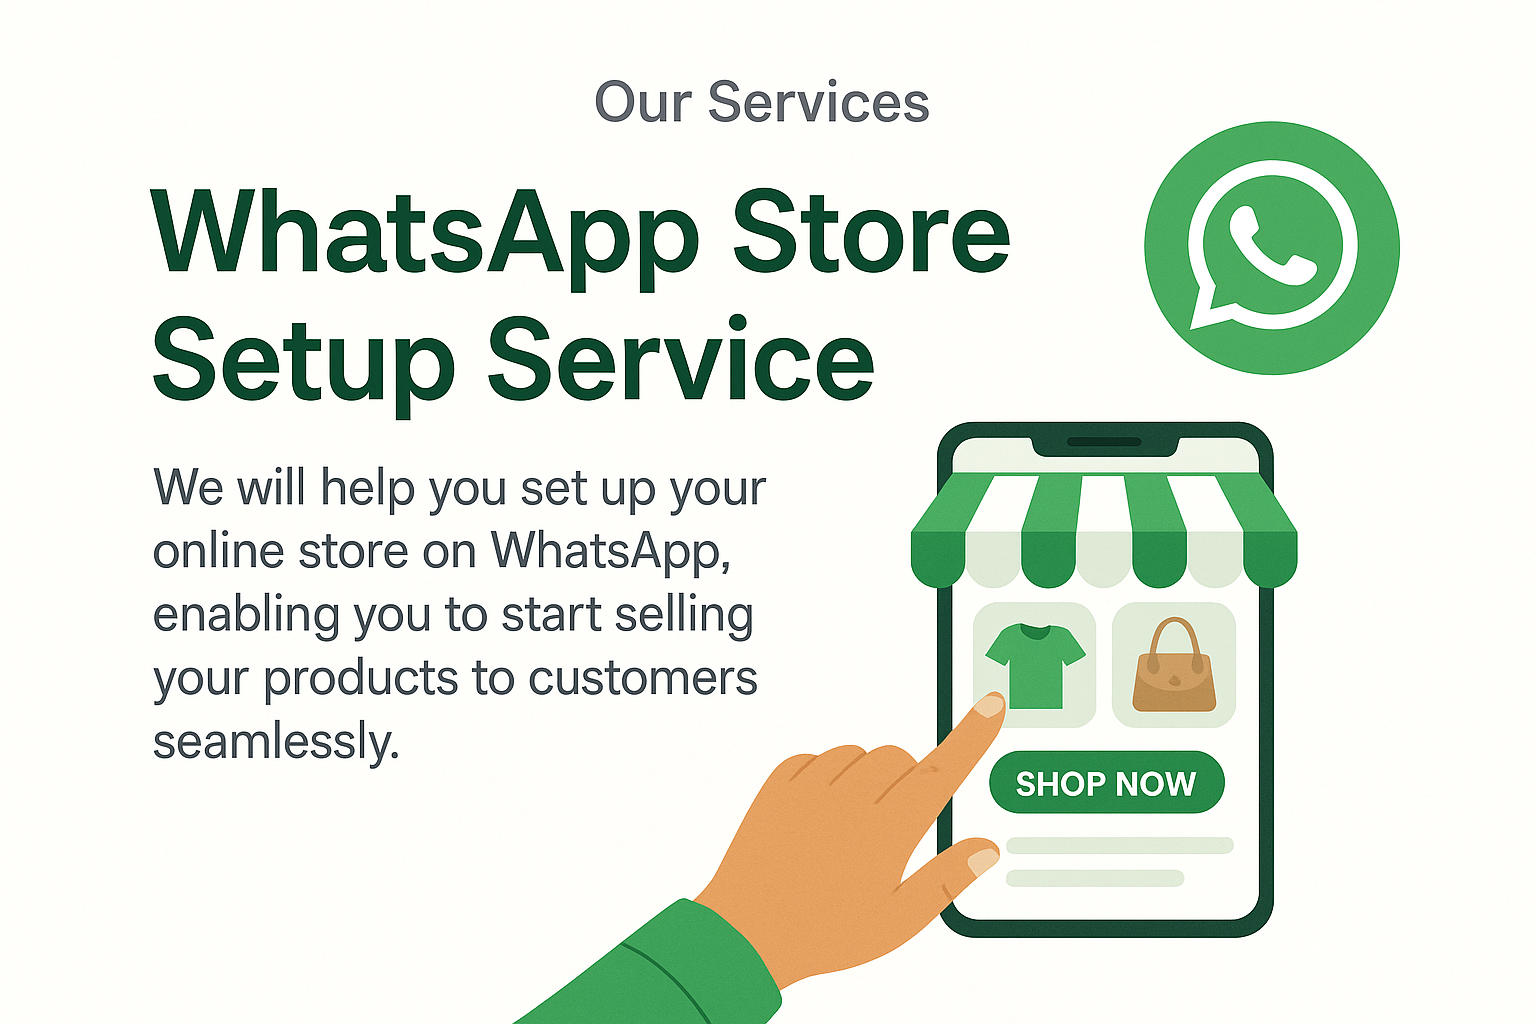 Our Services
WhatsApp Store
Setup Service
We will help you set up your
online store on WhatsApp,
enabling you to start selling
your products to customers
seamlessly.
SHOP NOW